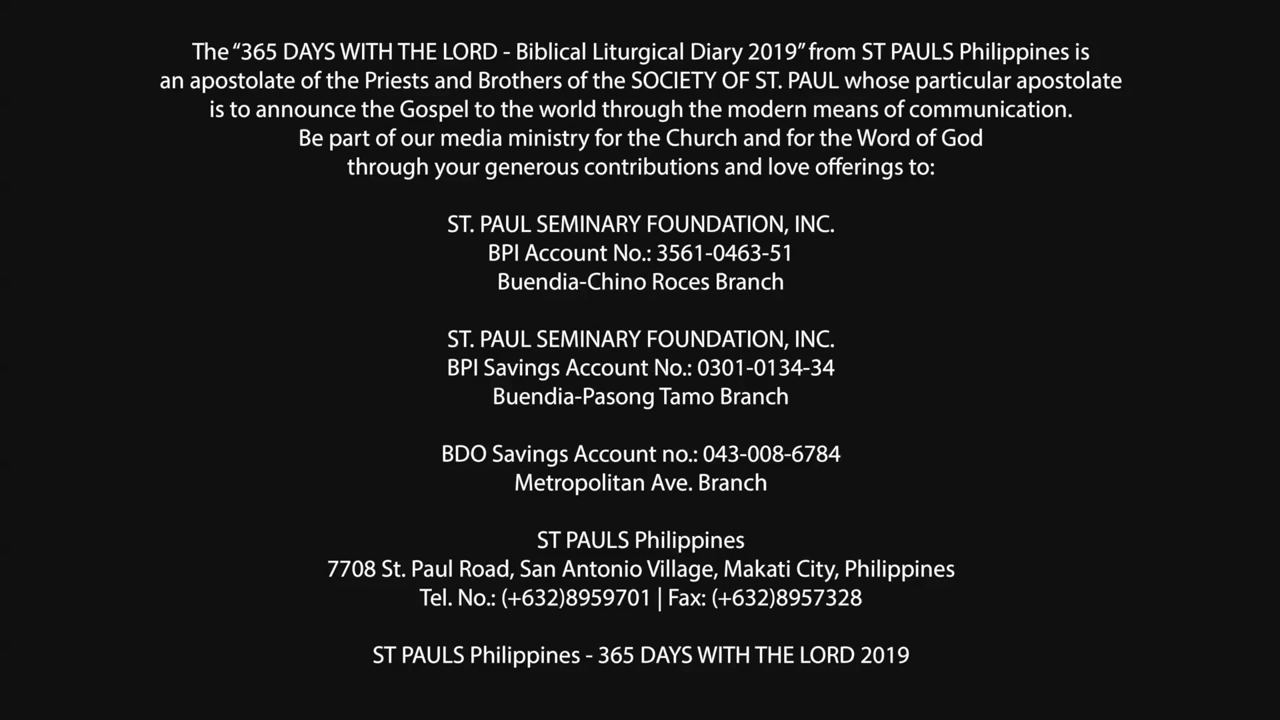 The “365 DAYS WITH THE LORD - Biblical Liturgical Diary 2019” from ST PAULS Philippines is
an apostolate of the Priests and Brothers of the SOCIETY OF ST. PAUL whose particular apostolate
is to announce the Gospel to the world through the modern means of communication.
Be part of our media ministry for the Church and for the Word of God
through your generous contributions and love offerings to:
ST. PAUL SEMINARY FOUNDATION, INC.
BPI Account No.: 3561-0463-51
Buendia-Chino Roces Branch
ST. PAUL SEMINARY FOUNDATION, INC.
BPI Savings Account No.: 0301-0134-34
Buendia-Pasong Tamo Branch
BDO Savings Account no.: 043-008-6784
Metropolitan Ave. Branch
ST PAULS Philippines
7708 St. Paul Road, San Antonio Village, Makati City, Philippines
Tel. No.: (+632)8959701 | Fax: (+632)8957328
ST PAULS Philippines - 365 DAYS WITH THE LORD 2019